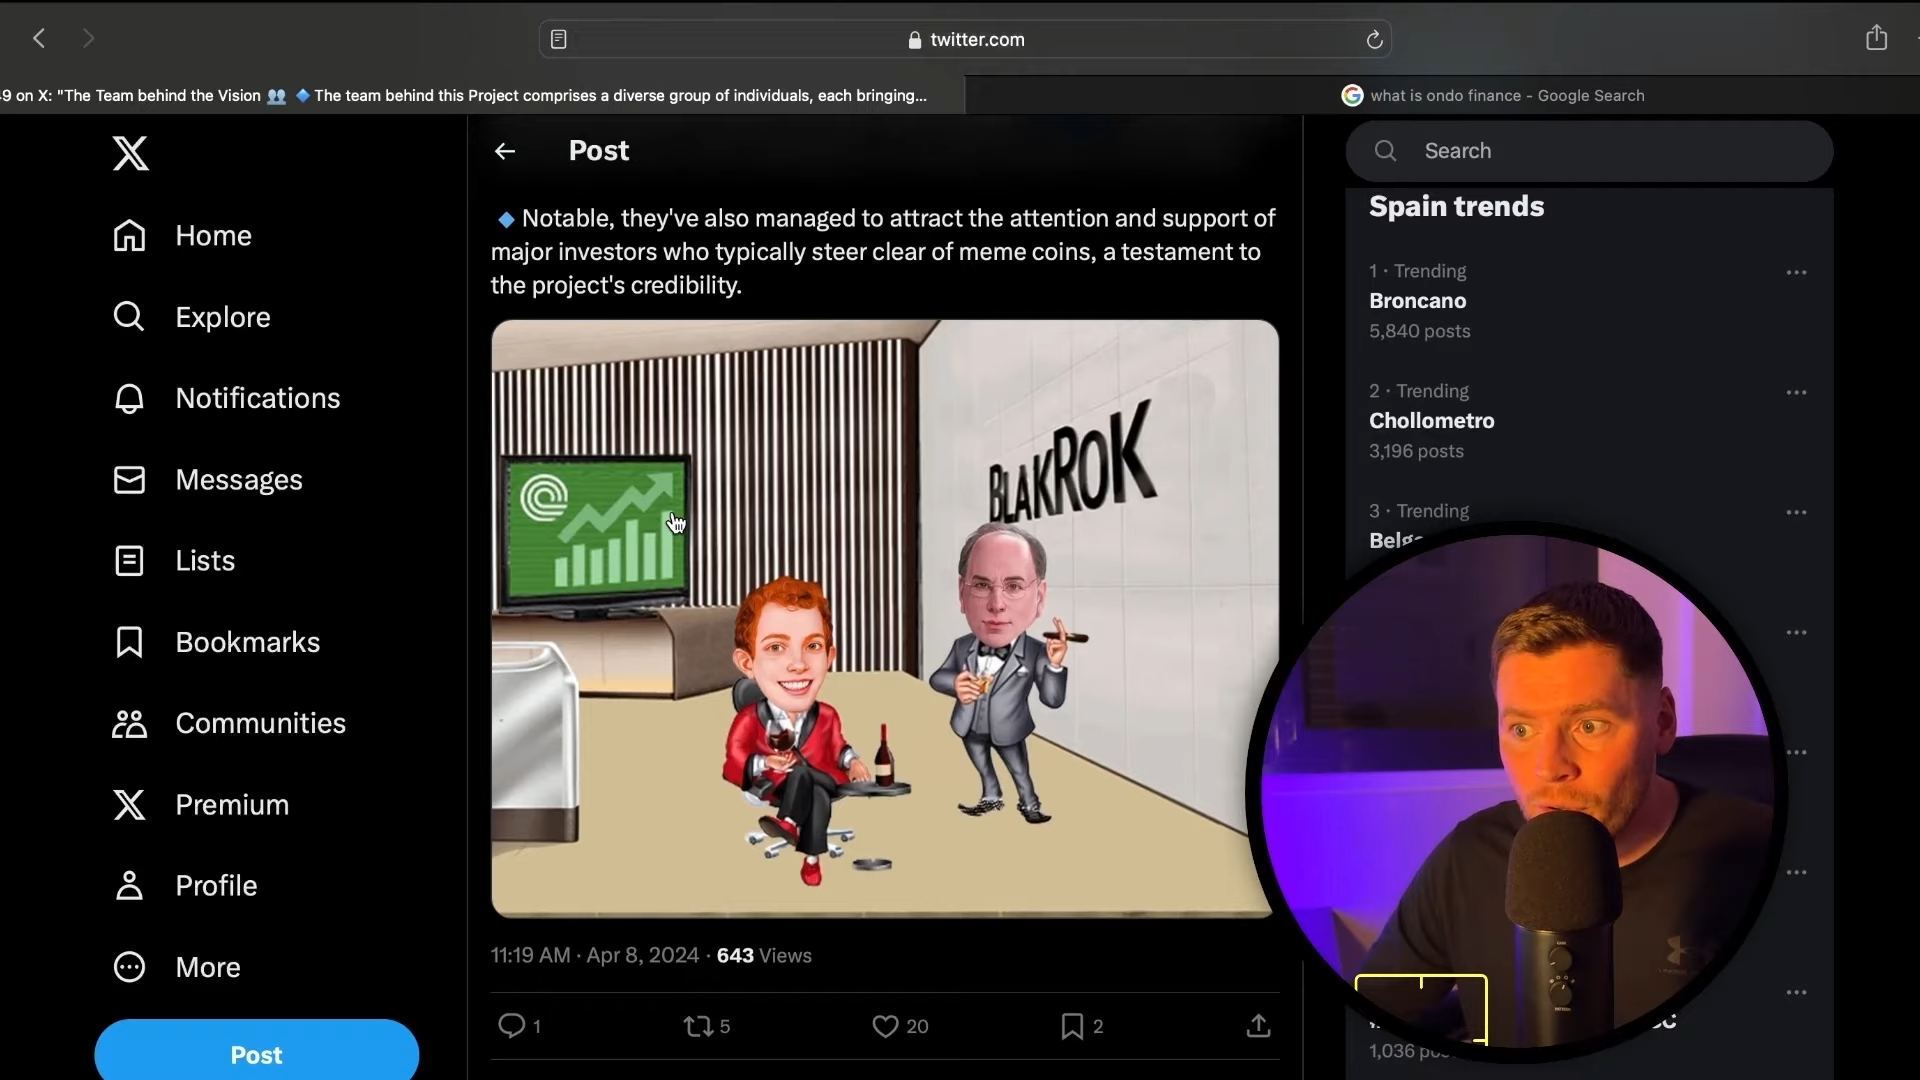 twitter.com
9 on X: "The Team behind the Vision 👥 🔷 The team behind this Project comprises a diverse group of individuals, each bringing...
what is ondo finance - Google Search
Home
Explore
Notifications
Messages
Lists
Bookmarks
Communities
Premium
Profile
More
Post
Post
🔹Notable, they've also managed to attract the attention and support of
major investors who typically steer clear of meme coins, a testament to
the project's credibility.
BLAKROK
11:19 AM · Apr 8, 2024 · 643 Views
1
5
20
2
Search
Spain trends
1 · Trending
Broncano
5,840 posts
2 · Trending
Chollometro
3,196 posts
3 · Trending
1,036